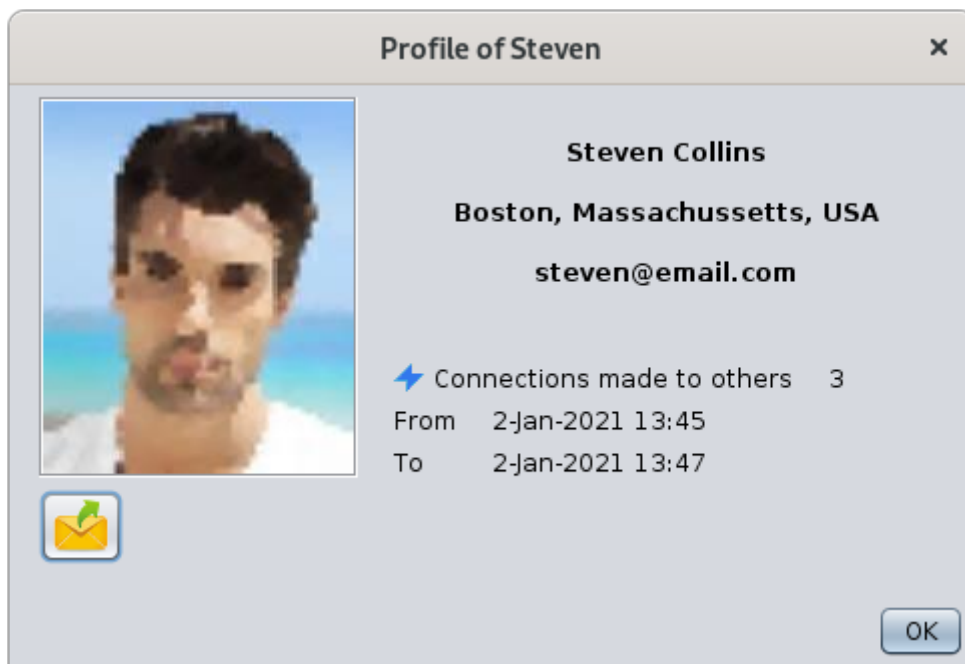 Profile of Steven
Steven Collins
Boston, Massachussetts, USA
steven@email.com
Connections made to others 3
From 2-Jan-2021 13:45
To 2-Jan-2021 13:47
OK